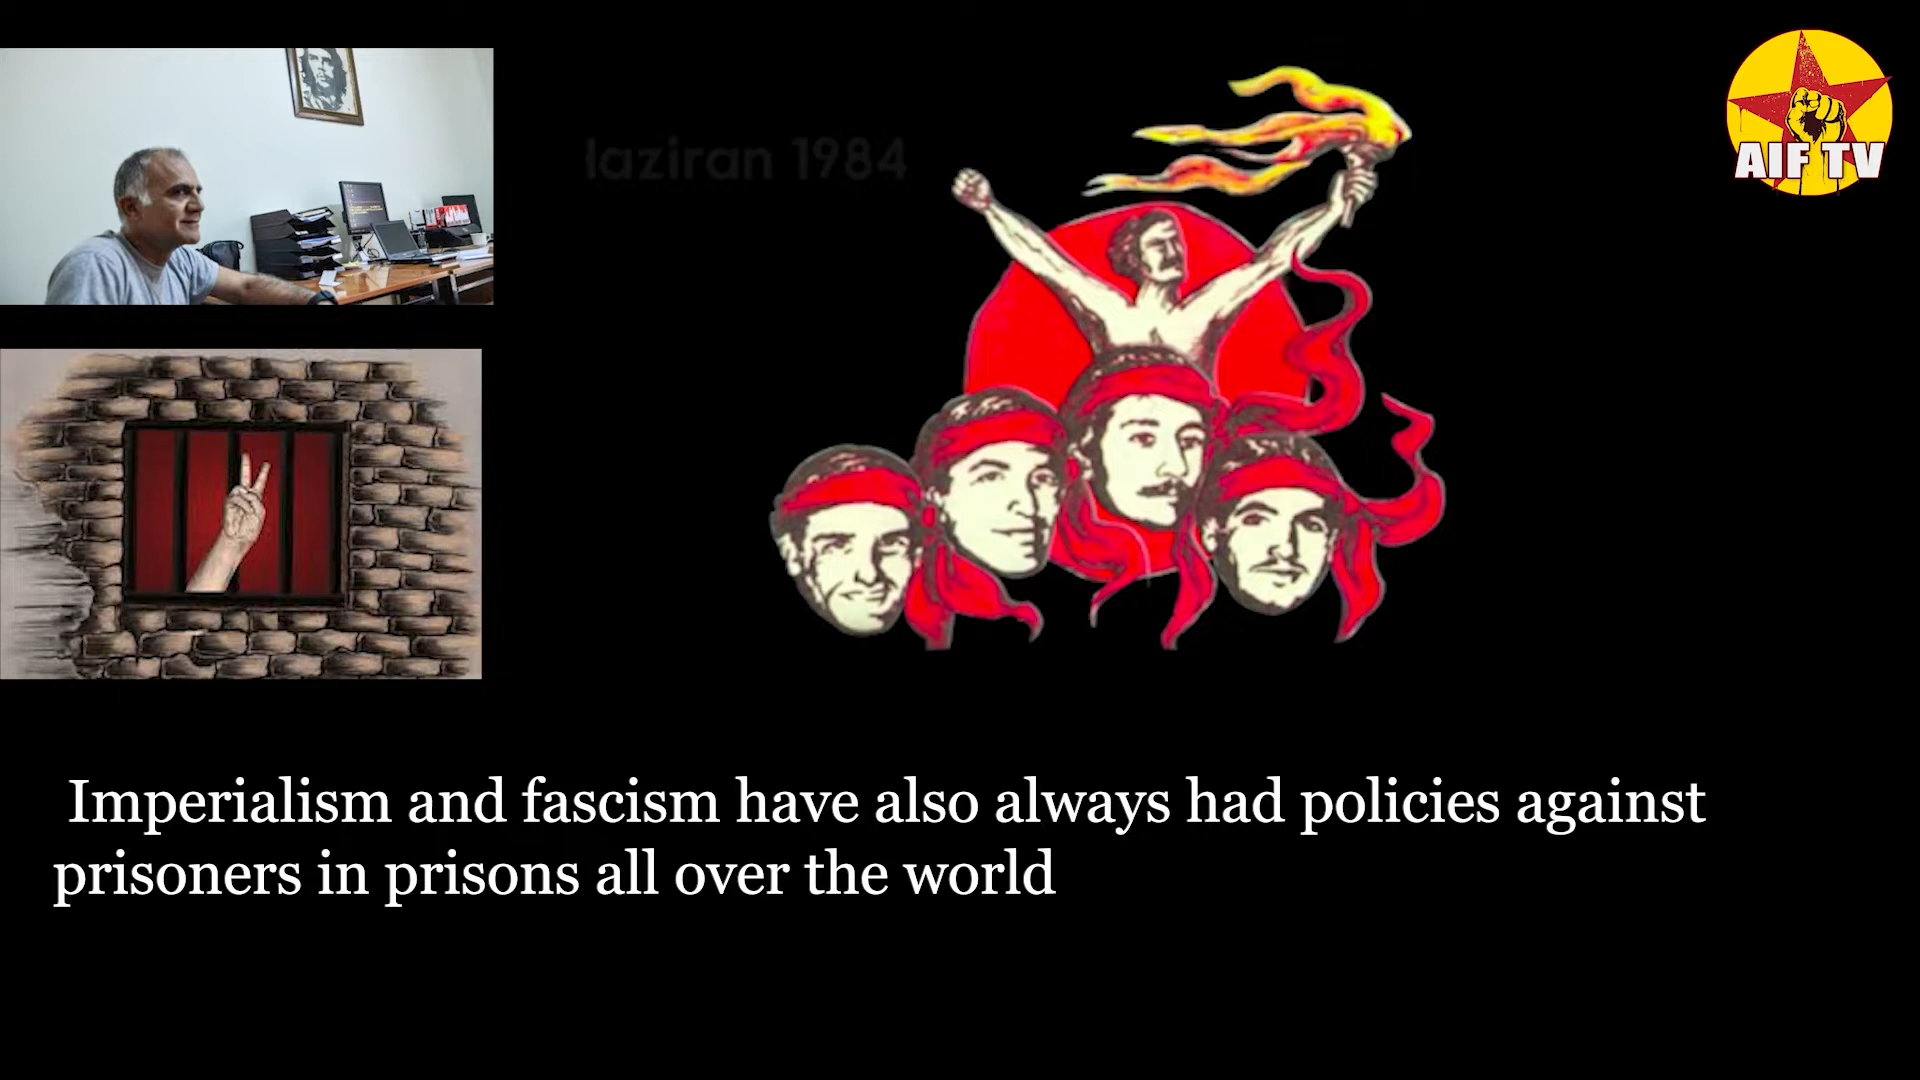 AIF TV
aziran 1984
Imperialism and fascism have also always had policies against
prisoners in prisons all over the world